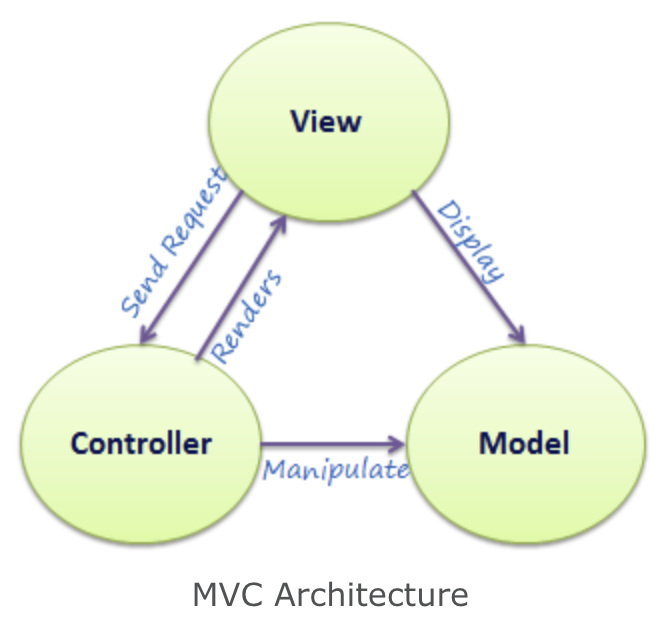 View
Send Request
Renders
Display
Controller
Manipulate
Model
MVC Architecture